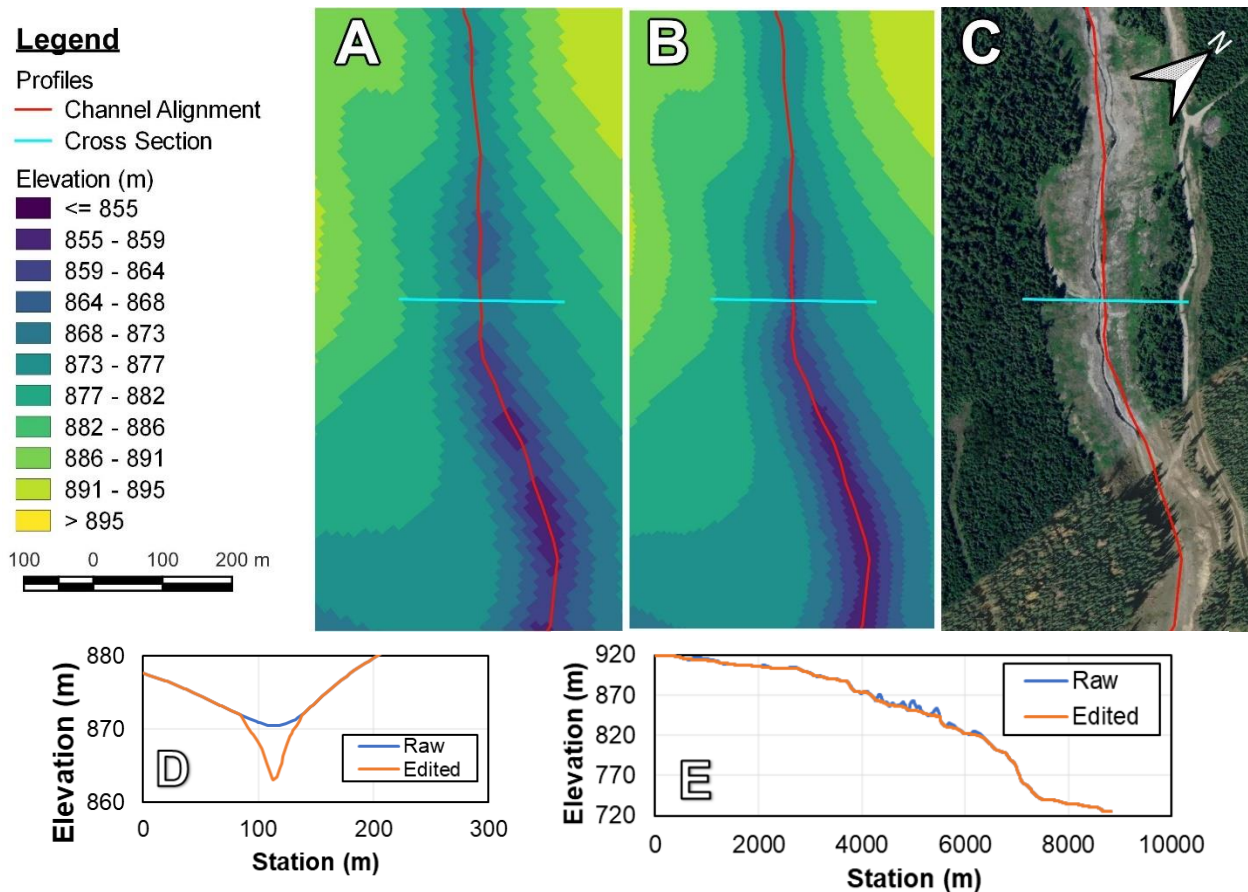 Legend
Profiles
Channel Alignment
Cross Section
Elevation (m)
<= 855
855 - 859
859 - 864
864 - 868
868 - 873
873 - 877
877 - 882
882 - 886
886 - 891
891 - 895
> 895
100 0 100 200 m
A
B
C
N
880
870
860
Elevation (m)
D
Raw
Edited
0 100 200 300
Station (m)
920
870
820
770
720
Elevation (m)
E
Raw
Edited
0 2000 4000 6000 8000 10000
Station (m)